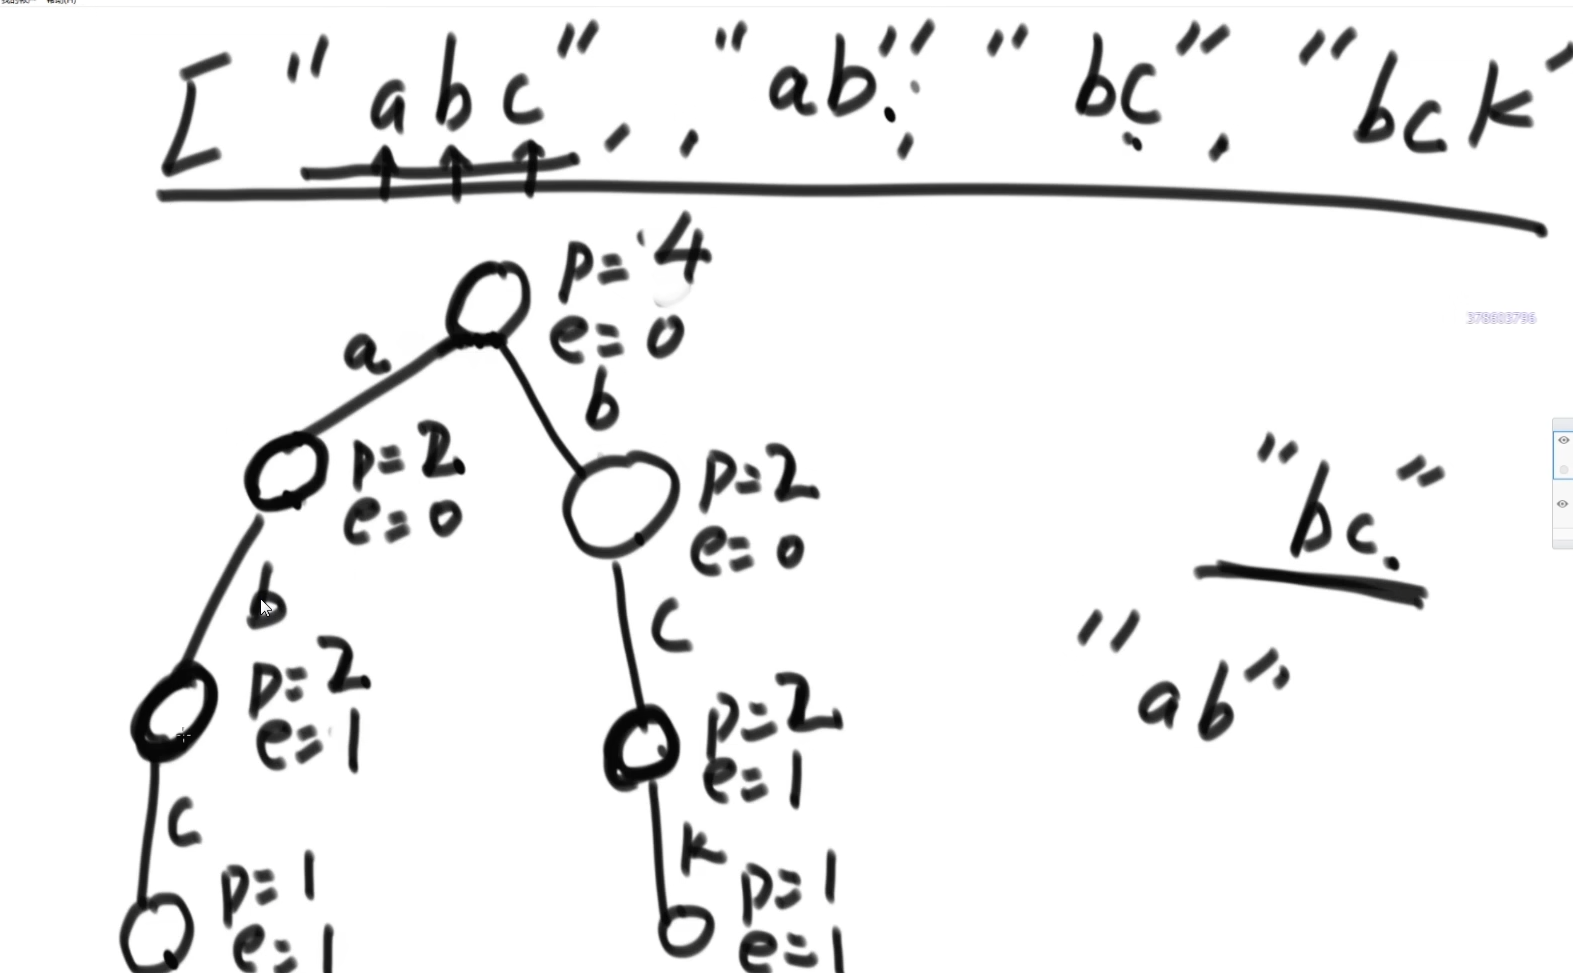 ["abc", , "ab", "bc", "bck"
p=4
e=0
378603796
a
b
p=2
e=0
p=2
e=0
"bc"
b
c
"ab"
p=2
e=1
p=2
e=1
c
k
p=1
e=1
p=1
e=1